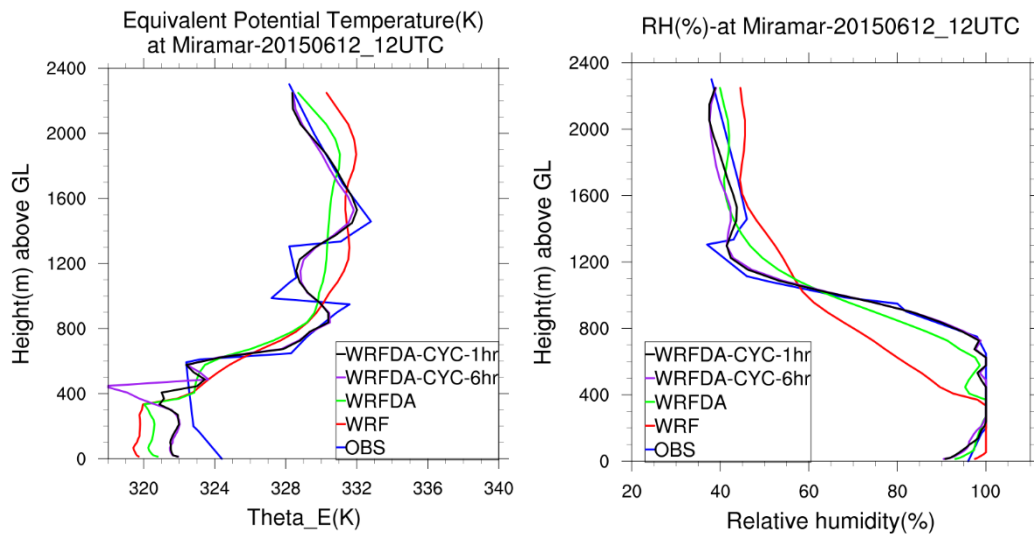 Equivalent Potential Temperature(K)
at Miramar-20150612_12UTC
2400
2000
1600
1200
800
400
0
Height(m) above GL
WRFDA-CYC-1hr
WRFDA-CYC-6hr
WRFDA
WRF
OBS
320
324
328
332
336
340
Theta_E(K)
RH(%)-at Miramar-20150612_12UTC
2400
2000
1600
1200
800
400
0
Height(m) above GL
WRFDA-CYC-1hr
WRFDA-CYC-6hr
WRFDA
WRF
OBS
20
40
60
80
100
Relative humidity(%)